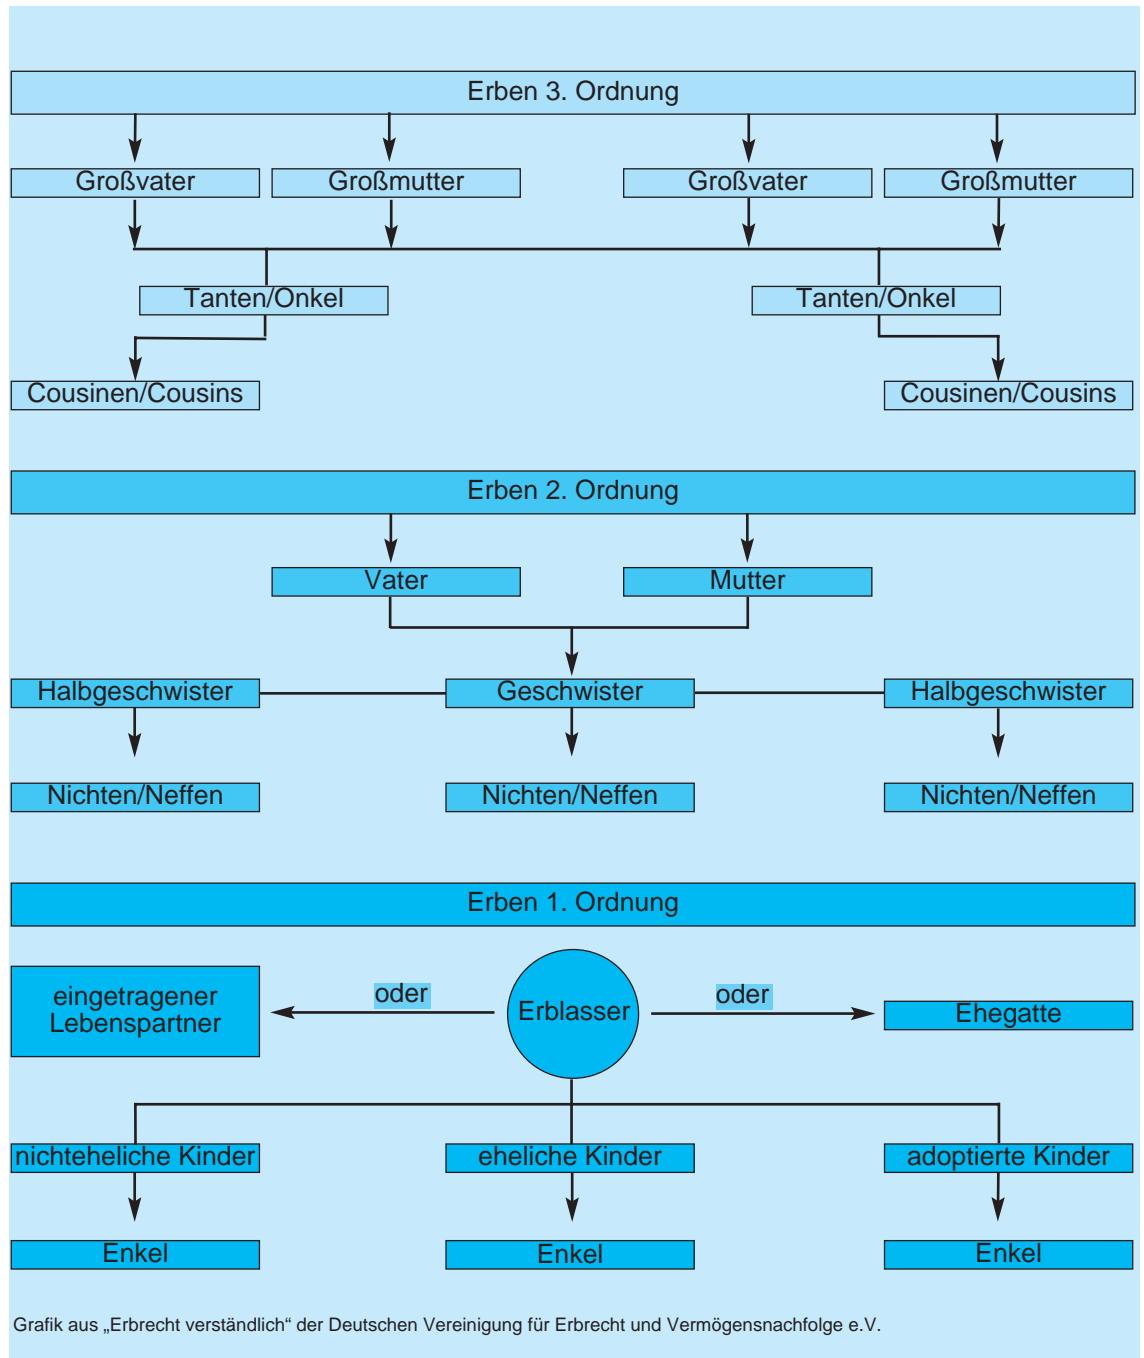 Erben 3. Ordnung
Großvater
Großmutter
Großvater
Großmutter
Tanten/Onkel
Tanten/Onkel
Cousinen/Cousins
Cousinen/Cousins
Erben 2. Ordnung
Vater
Mutter
Halbgeschwister
Geschwister
Halbgeschwister
Nichten/Neffen
Nichten/Neffen
Nichten/Neffen
Erben 1. Ordnung
eingetragener
Lebenspartner
oder
Erblasser
oder
Ehegatte
nichteheliche Kinder
eheliche Kinder
adoptierte Kinder
Enkel
Enkel
Enkel
Grafik aus „Erbrecht verständlich“ der Deutschen Vereinigung für Erbrecht und Vermögensnachfolge e.V.